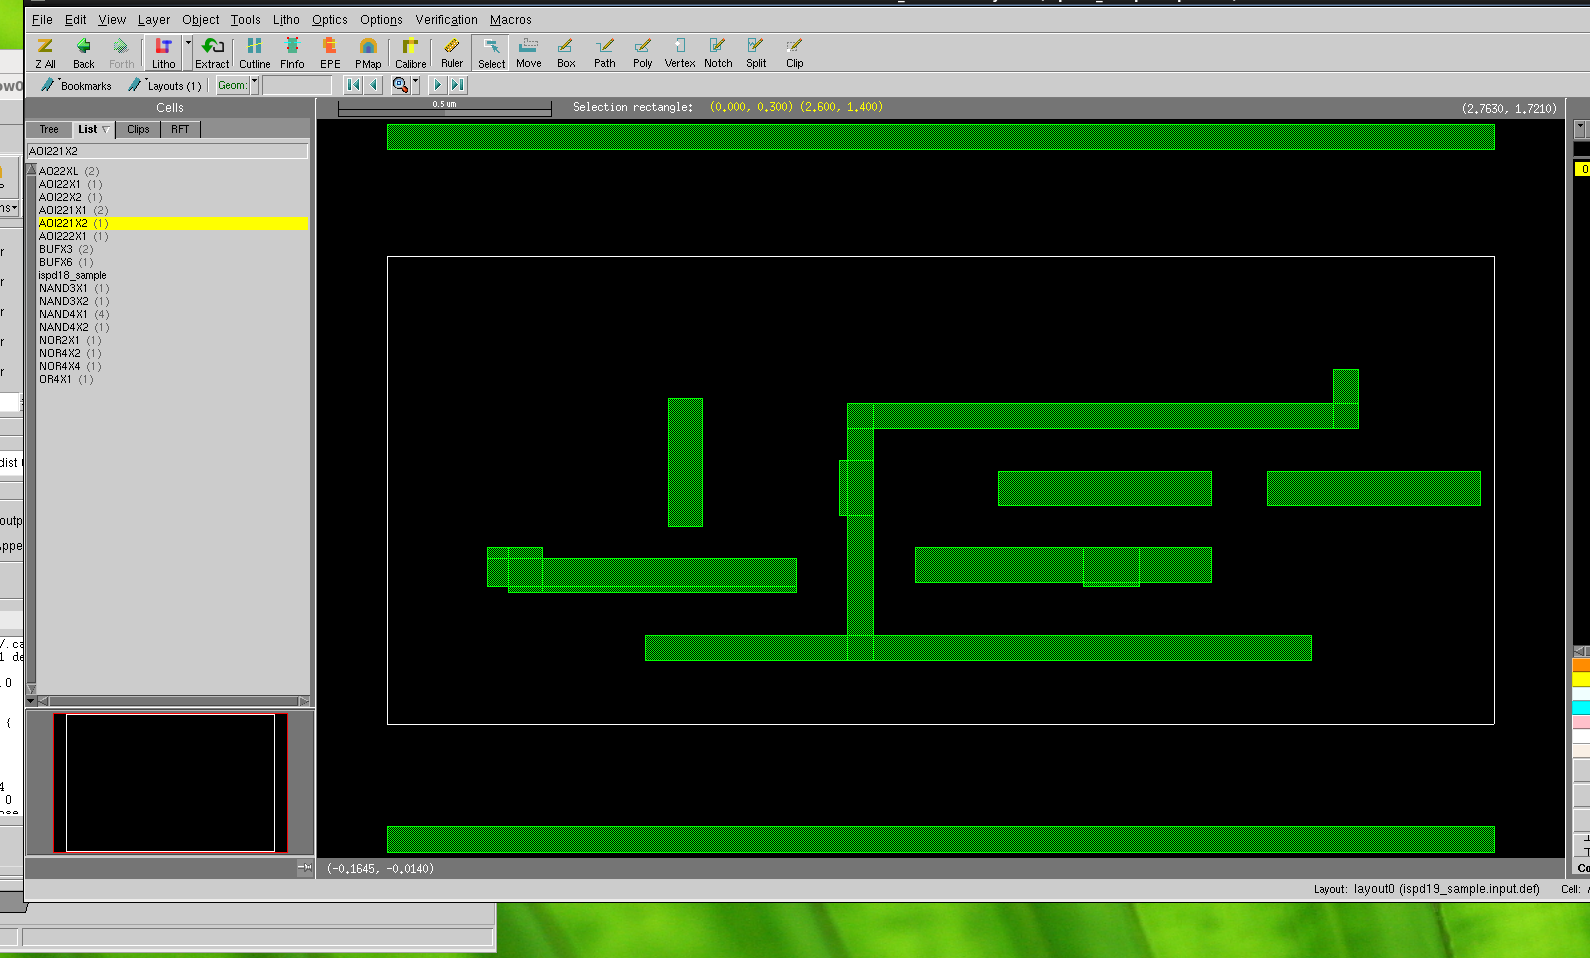 File Edit View Layer Object Tools Litho Optics Options Verification Macros
Z All Back Forth Litho Extract Cutline FInfo EPE PMap Calibre Ruler Select Move Box Path Poly Vertex Notch Split Clip
Bookmarks Layouts (1) Geom:
Cells
0.5 um
Selection rectangle: (0.000, 0.300) (2.600, 1.400)
(2.7630, 1.7210)
Tree List Clips RFT
AOI221X2
AO22XL (2)
AOI22X1 (1)
AOI22X2 (1)
AOI221X1 (2)
AOI221X2 (1)
AOI222X1 (1)
BUFX3 (2)
BUFX6 (1)
ispd18_sample
NAND3X1 (1)
NAND3X2 (1)
NAND4X1 (4)
NAND4X2 (1)
NOR2X1 (1)
NOR4X2 (1)
NOR4X4 (1)
OR4X1 (1)
(-0.1645, -0.0140)
Layout: layout0 (ispd19_sample.input.def) Cell: